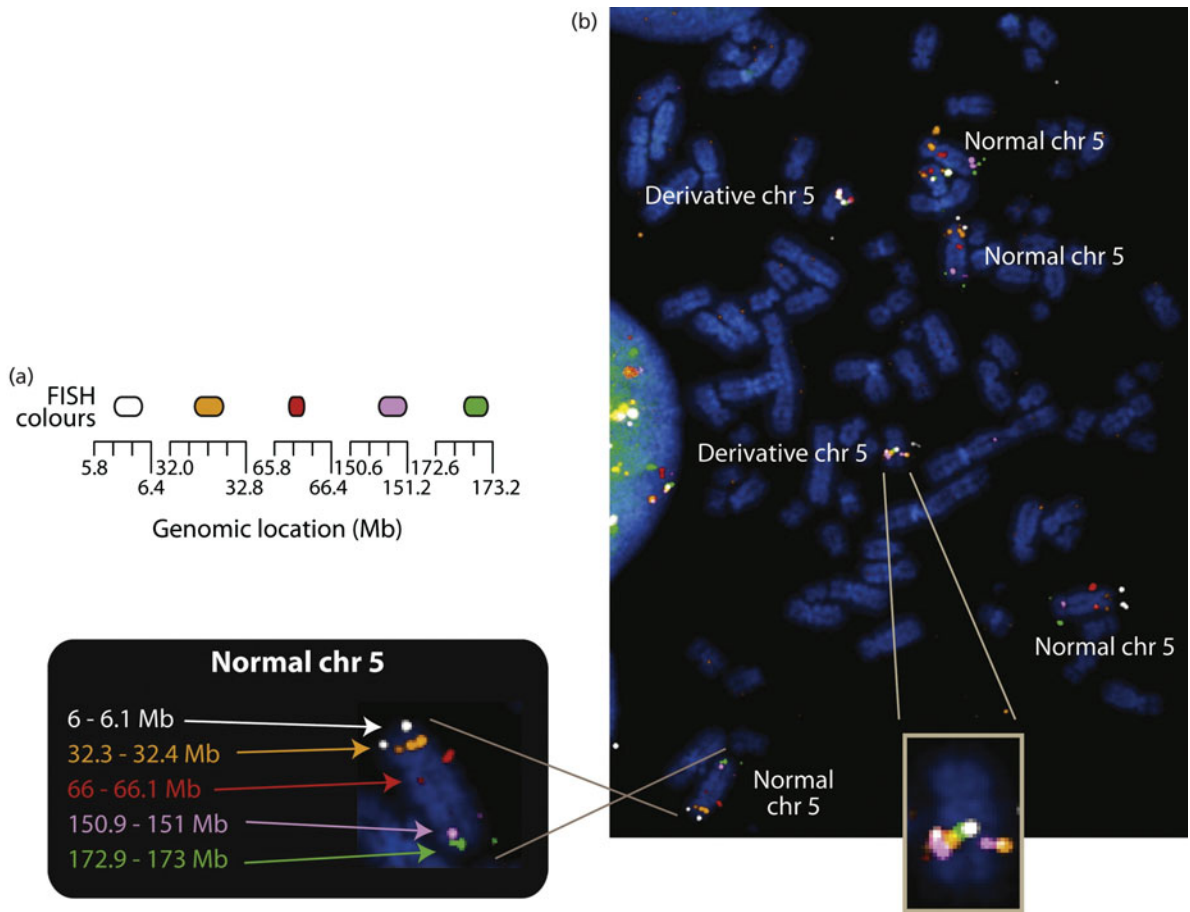 (a)
FISH
colours
5.8
6.4
32.0
32.8
65.8
66.4
150.6
151.2
172.6
173.2
Genomic location (Mb)
Normal chr 5
6 - 6.1 Mb
32.3 - 32.4 Mb
66 - 66.1 Mb
150.9 - 151 Mb
172.9 - 173 Mb
(b)
Normal chr 5
Derivative chr 5
Normal chr 5
Derivative chr 5
Normal chr 5
Normal
chr 5